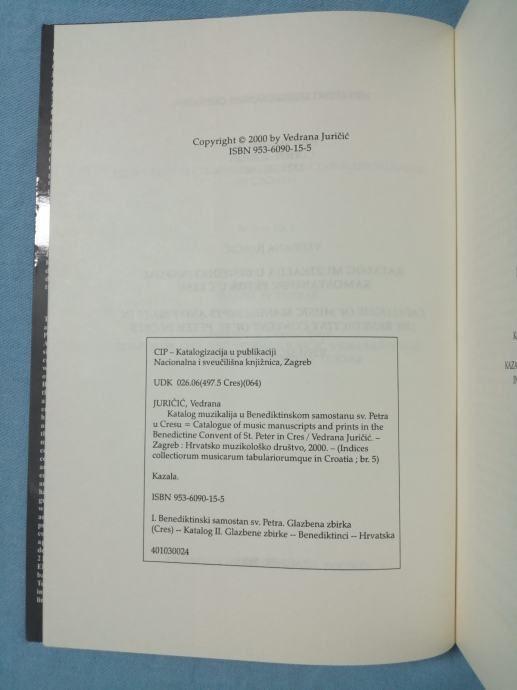 Copyright © 2000 by Vedrana Juričić
ISBN 953-6090-15-5
CIP – Katalogizacija u publikaciji
Nacionalna i sveučilišna knjižnica, Zagreb
UDK 026.06(497.5 Cres)(064)
JURIČIĆ, Vedrana
Katalog muzikalija u Benediktinskom samostanu sv. Petra
u Cresu = Catalogue of music manuscripts and prints in the
Benedictine Convent of St. Peter in Cres / Vedrana Juričić. –
Zagreb : Hrvatsko muzikološko društvo, 2000. – (Indices
collectiorum musicarum tabulariorumque in Croatia ; br. 5)
Kazala.
ISBN 953-6090-15-5
I. Benediktinski samostan sv. Petra. Glazbena zbirka
(Cres) -- Katalog II. Glazbene zbirke -- Benediktinci -- Hrvatska
401030024